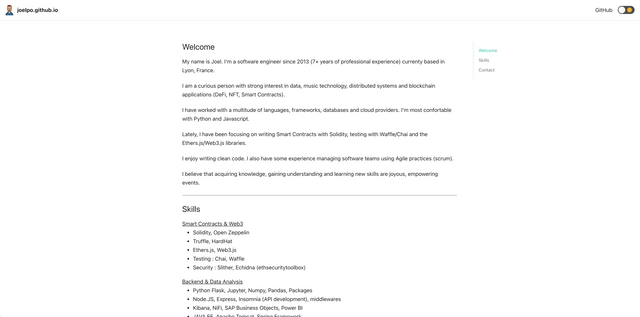 joelpo.github.io
GitHub
Welcome
My name is Joel. I'm a software engineer since 2013 (7+ years of professional experience) currently based in
Lyon, France.
I am a curious person with strong interest in data, music technology, distributed systems and blockchain
applications (DeFi, NFT, Smart Contracts).
I have worked with a multitude of languages, frameworks, databases and cloud providers. I'm most confortable
with Python and Javascript.
Lately, I have been focusing on writing Smart Contracts with Solidity, testing with Waffle/Chai and the
Ethers.js/Web3.js libraries.
I enjoy writing clean code. I also have some experience managing software teams using Agile practices (scrum).
I believe that acquiring knowledge, gaining understanding and learning new skills are joyous, empowering
events.
Welcome
Skills
Contact
Skills
Smart Contracts & Web3
Solidity, Open Zeppelin
Truffle, HardHat
Ethers.js, Web3.js
Testing : Chai, Waffle
Security : Slither, Echidna (ethsecuritytoolbox)
Backend & Data Analysis
Python Flask, Jupyter, Numpy, Pandas, Packages
Node.JS, Express, Insomnia (API development), middlewares
Kibana, NiFi, SAP Business Objects, Power BI
JAVA EE, Apache Tomcat, Spring Framework